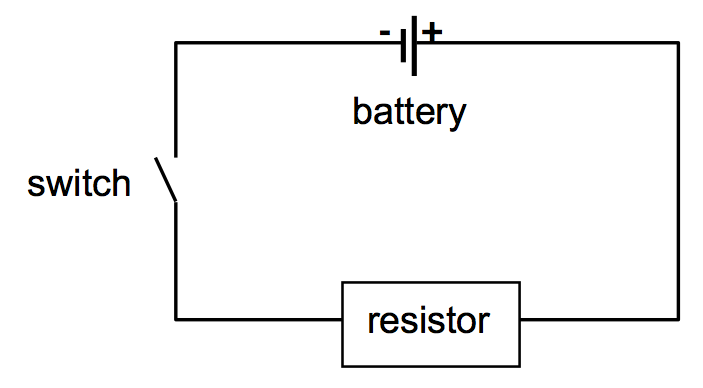 - +
battery
switch
resistor